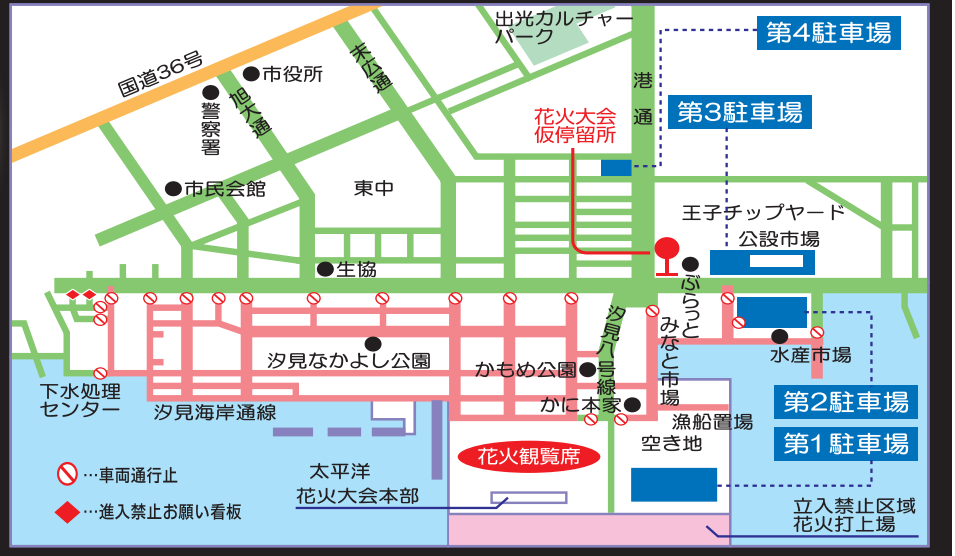 出光カルチャー
パーク
第4駐車場
国道36号
市役所
末広通
港通
第3駐車場
警察署
旭大通
花火大会
仮停留所
市民会館
東中
王子チップヤード
公設市場
生協
ぷらっと
みなと市場
汐見八号線
汐見なかよし公園
かもめ公園
水産市場
下水処理
センター
汐見海岸通線
かに本家
漁船置場
空き地
第2駐車場
第1駐車場
花火観覧席
…車両通行止
…進入禁止お願い看板
太平洋
花火大会本部
立入禁止区域
花火打上場